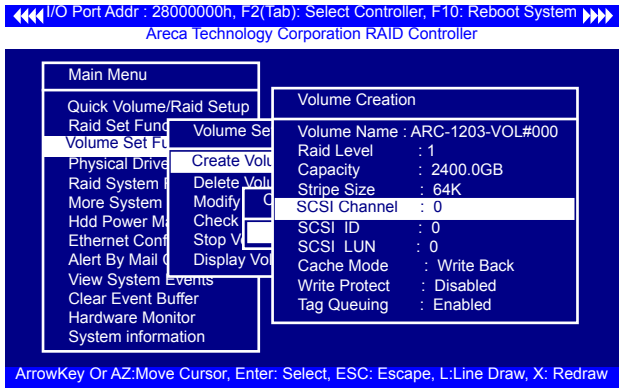 I/O Port Addr : 28000000h, F2(Tab): Select Controller, F10: Reboot System
Areca Technology Corporation RAID Controller
Main Menu
Quick Volume/Raid Setup
Raid Set Func
Volume Set Fu
Physical Drive
Raid System
More System
Hdd Power Ma
Ethernet Conf
Alert By Mail
View System Events
Clear Event Buffer
Hardware Monitor
System information
Volume Se
Create Volu
Delete Volu
Modify
Check
Stop V
Display Vol
C
Volume Creation
Volume Name : ARC-1203-VOL#000
Raid Level : 1
Capacity : 2400.0GB
Stripe Size : 64K
SCSI Channel : 0
SCSI ID : 0
SCSI LUN : 0
Cache Mode : Write Back
Write Protect : Disabled
Tag Queuing : Enabled
ArrowKey Or AZ:Move Cursor, Enter: Select, ESC: Escape, L:Line Draw, X: Redraw